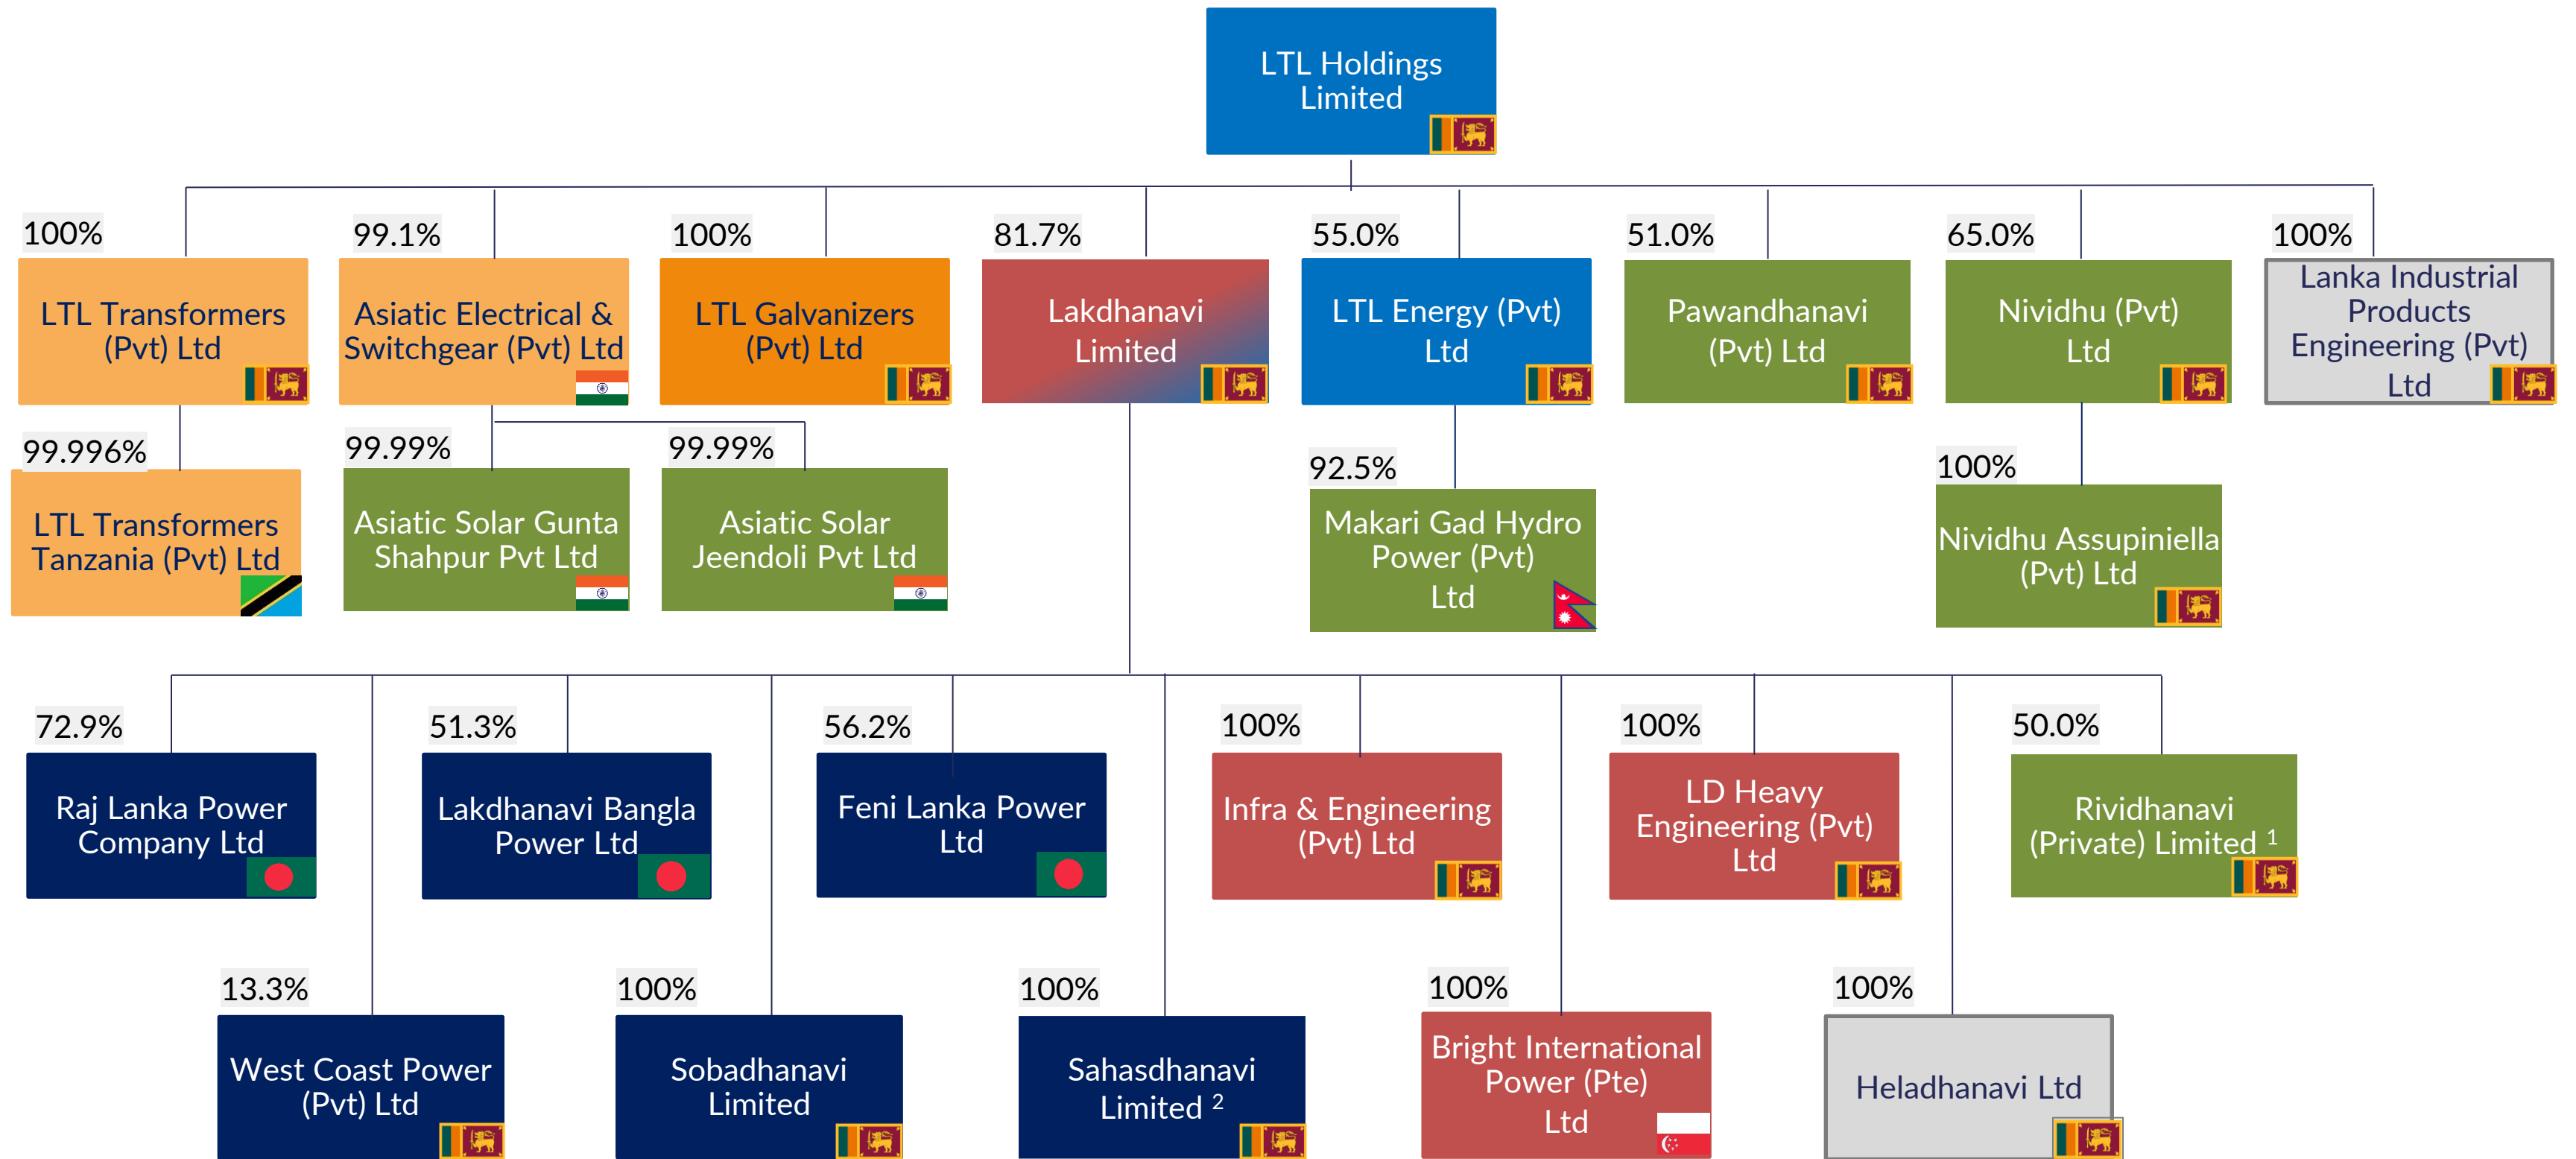 LTL Holdings
Limited
100%
99.1%
100%
81.7%
55.0%
51.0%
65.0%
100%
LTL Transformers
(Pvt) Ltd
Asiatic Electrical &
Switchgear (Pvt) Ltd
LTL Galvanizers
(Pvt) Ltd
Lakdhanavi
Limited
LTL Energy (Pvt)
Ltd
Pawandhanavi
(Pvt) Ltd
Nividhu (Pvt)
Ltd
Lanka Industrial
Products
Engineering (Pvt)
Ltd
99.996%
99.99%
99.99%
92.5%
100%
LTL Transformers
Tanzania (Pvt) Ltd
Asiatic Solar Gunta
Shahpur Pvt Ltd
Asiatic Solar
Jeendoli Pvt Ltd
Makari Gad Hydro
Power (Pvt)
Ltd
Nividhu Assupiniella
(Pvt) Ltd
72.9%
51.3%
56.2%
100%
100%
50.0%
Raj Lanka Power
Company Ltd
Lakdhanavi Bangla
Power Ltd
Feni Lanka Power
Ltd
Infra & Engineering
(Pvt) Ltd
LD Heavy
Engineering (Pvt)
Ltd
Rividhanavi
(Private) Limited 1
13.3%
100%
100%
100%
100%
West Coast Power
(Pvt) Ltd
Sobadhanavi
Limited
Sahasdhanavi
Limited 2
Bright International
Power (Pte)
Ltd
Heladhanavi Ltd